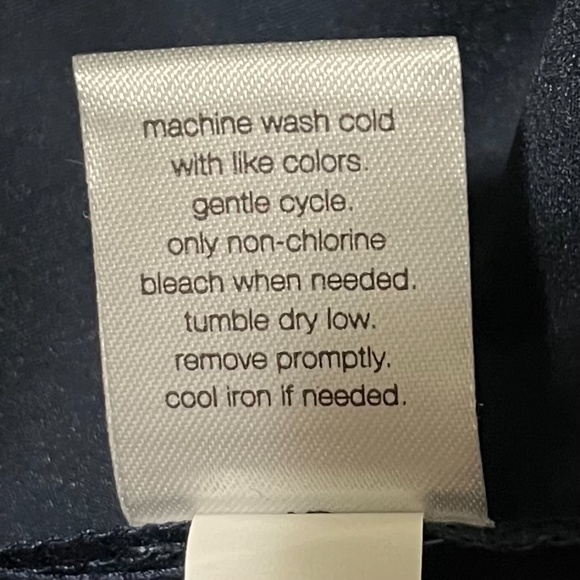 machine wash cold
with like colors.
gentle cycle.
only non-chlorine
bleach when needed.
tumble dry low.
remove promptly.
cool iron if needed.